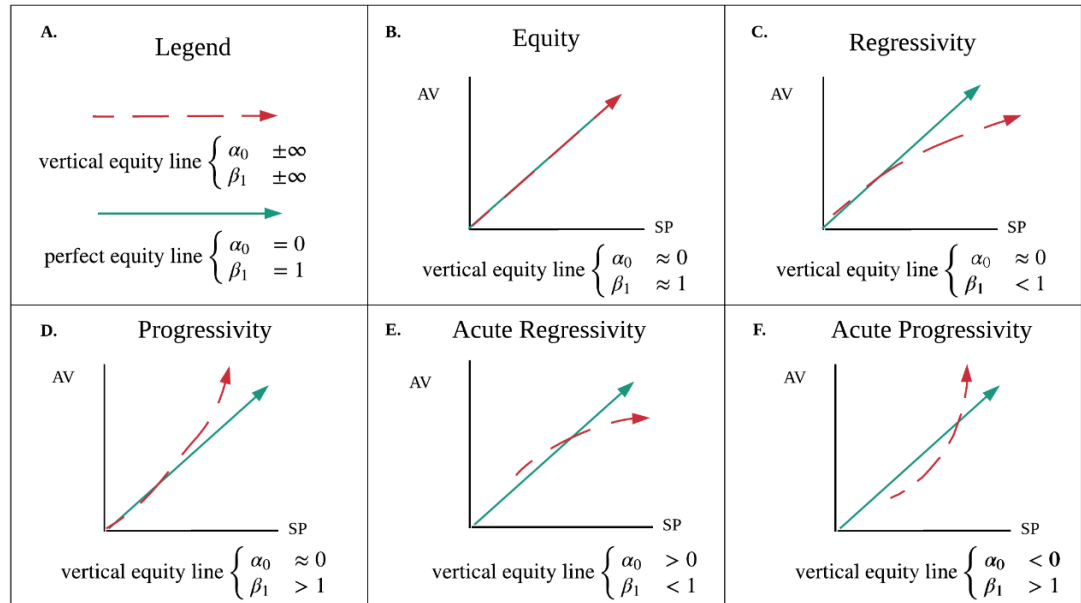 A.
Legend
vertical equity line { α₀ ±∞
β₁ ±∞
perfect equity line { α₀ = 0
β₁ = 1
B.
Equity
AV
SP
vertical equity line { α₀ ≈ 0
β₁ ≈ 1
C.
Regressivity
AV
SP
vertical equity line { α₀ ≈ 0
β₁ < 1
D.
Progressivity
AV
SP
vertical equity line { α₀ ≈ 0
β₁ > 1
E.
Acute Regressivity
AV
SP
vertical equity line { α₀ > 0
β₁ < 1
F.
Acute Progressivity
AV
SP
vertical equity line { α₀ < 0
β₁ > 1